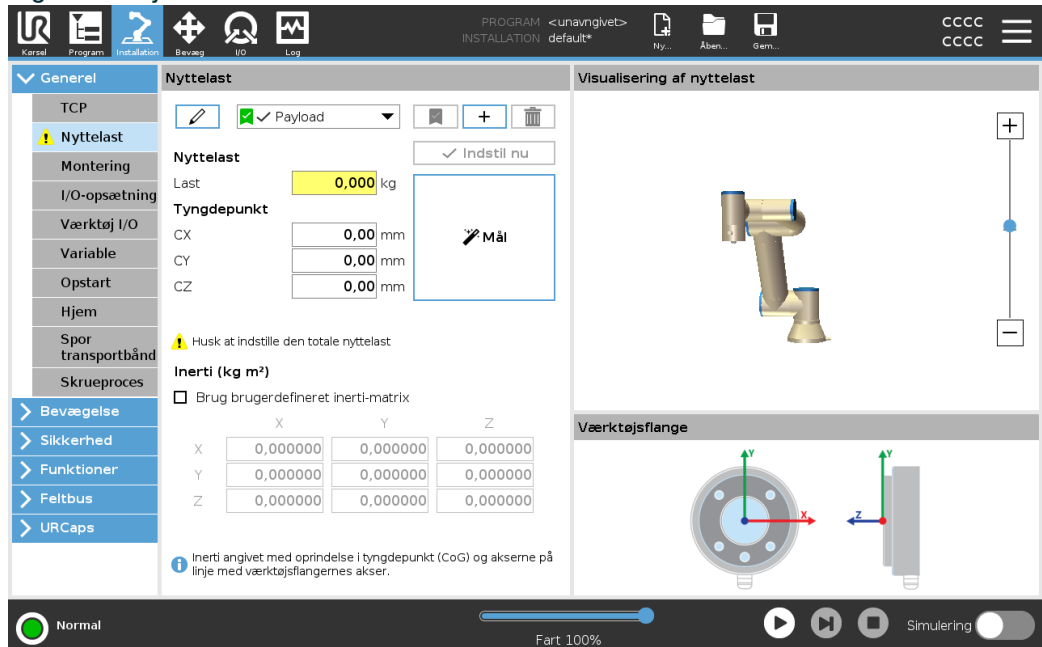 UR
Kørsel
Program
Installation
Bevæg
I/O
Log
PROGRAM <unavngivet>
INSTALLATION default*
Ny...
Åben...
Gem...
CCCC
CCCC
Generel
TCP
Nyttelast
Montering
I/O-opsætning
Værktøj I/O
Variable
Opstart
Hjem
Spor
transportbånd
Skrueproces
Bevægelse
Sikkerhed
Funktioner
Feltbus
URCaps
Nyttelast
Payload
+
Nyttelast
Indstil nu
Last 0,000 kg
Tyngdepunkt
CX 0,00 mm
CY 0,00 mm
CZ 0,00 mm
Mål
Husk at indstille den totale nyttelast
Inerti (kg m²)
Brug brugerdefineret inerti-matrix
X Y Z
X 0,000000 0,000000 0,000000
Y 0,000000 0,000000 0,000000
Z 0,000000 0,000000 0,000000
Inerti angivet med oprindelse i tyngdepunkt (CoG) og akserne på
linje med værktøjsflangernes akser.
Visualisering af nyttelast
Værktøjsflange
Y
X
Y
Z
Normal
Fart 100%
Simulering